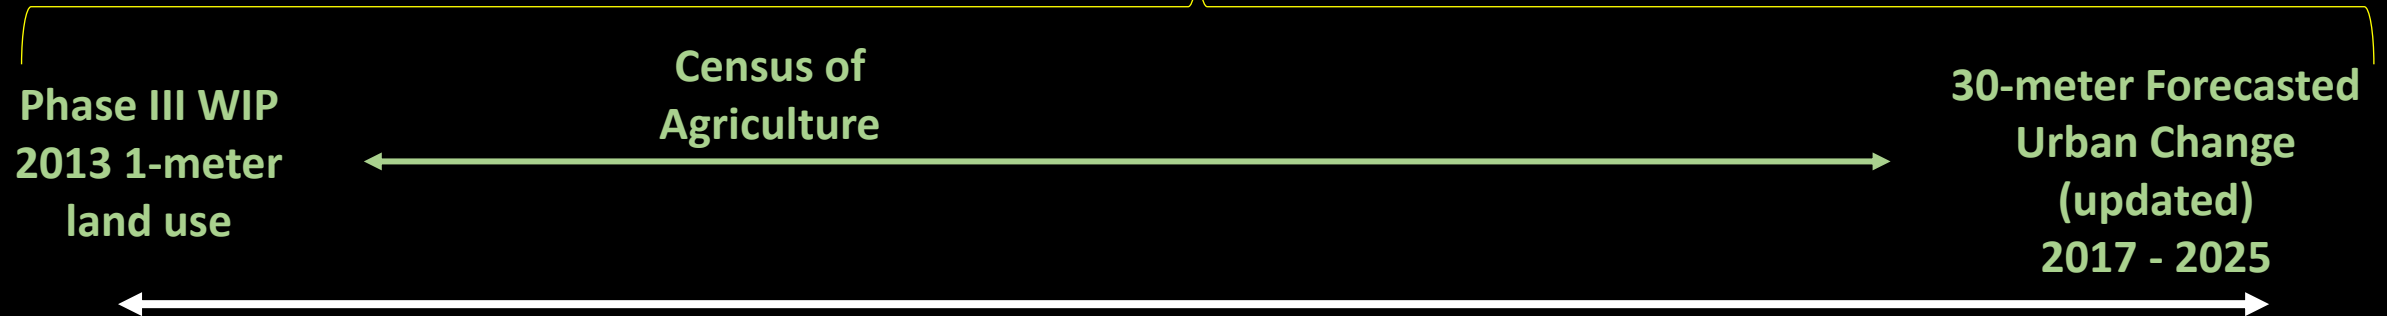 Phase III WIP
2013 1-meter
land use
Census of
Agriculture
30-meter Forecasted
Urban Change
(updated)
2017 - 2025